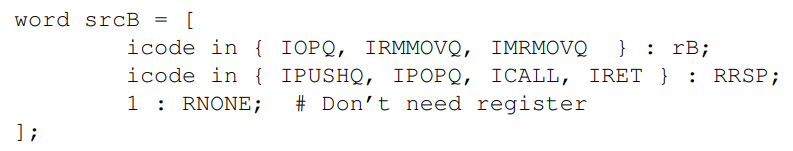 word srcB = [
        icode in { IOPQ, IRMMOVQ, IMRMOVQ  } : rB;
        icode in { IPUSHQ, IPOPQ, ICALL, IRET } : RRSP;
        1 : RNONE;  # Don’t need register
];